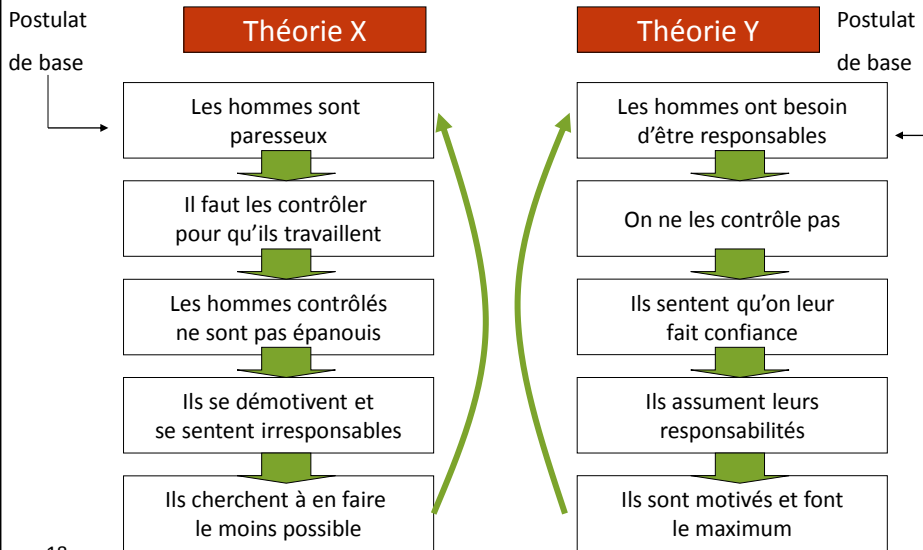 Postulat
de base
Théorie X
Les hommes sont
paresseux
Il faut les contrôler
pour qu'ils travaillent
Les hommes contrôlés
ne sont pas épanouis
Ils se démotivent et
se sentent irresponsables
Ils cherchent à en faire
le moins possible
Théorie Y
Postulat
de base
Les hommes ont besoin
d’être responsables
On ne les contrôle pas
Ils sentent qu’on leur
fait confiance
Ils assument leurs
responsabilités
Ils sont motivés et font
le maximum